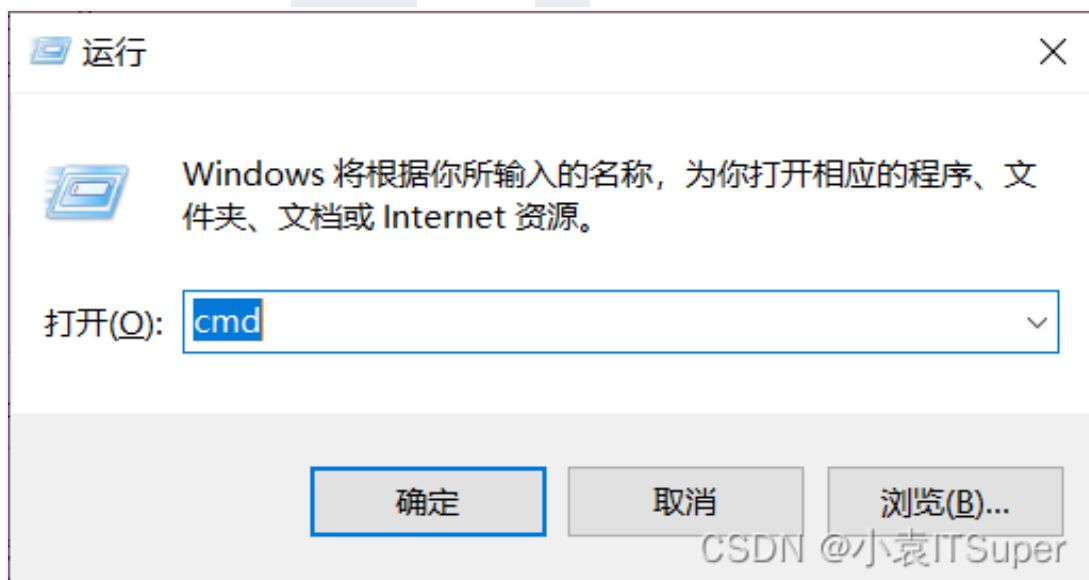 运行
Windows 将根据你所输入的名称，为你打开相应的程序、文
件夹、文档或 Internet 资源。
打开(O):
cmd
确定
取消
浏览(B)...
CSDN @小袁ITSuper